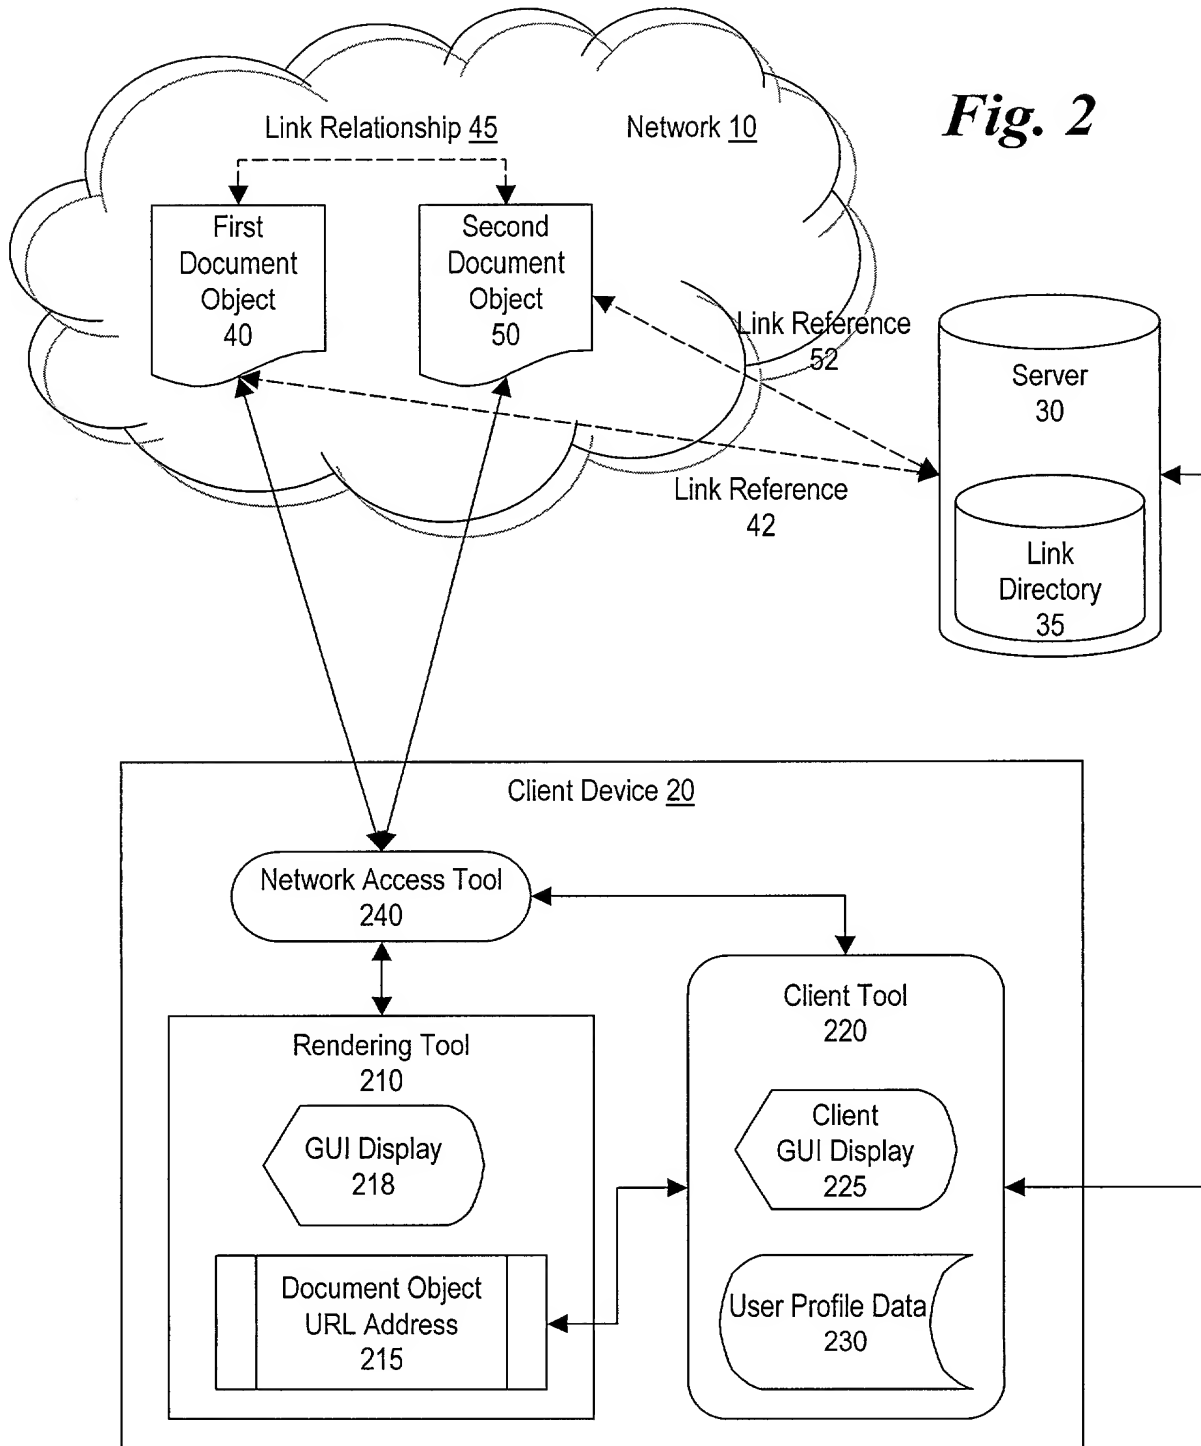 Fig. 2
Link Relationship 45
Network 10
First
Document
Object
40
Second
Document
Object
50
Link Reference
52
Server
30
Link Reference
42
Link
Directory
35
Client Device 20
Network Access Tool
240
Client Tool
220
Rendering Tool
210
GUI Display
218
Client
GUI Display
225
Document Object
URL Address
215
User Profile Data
230